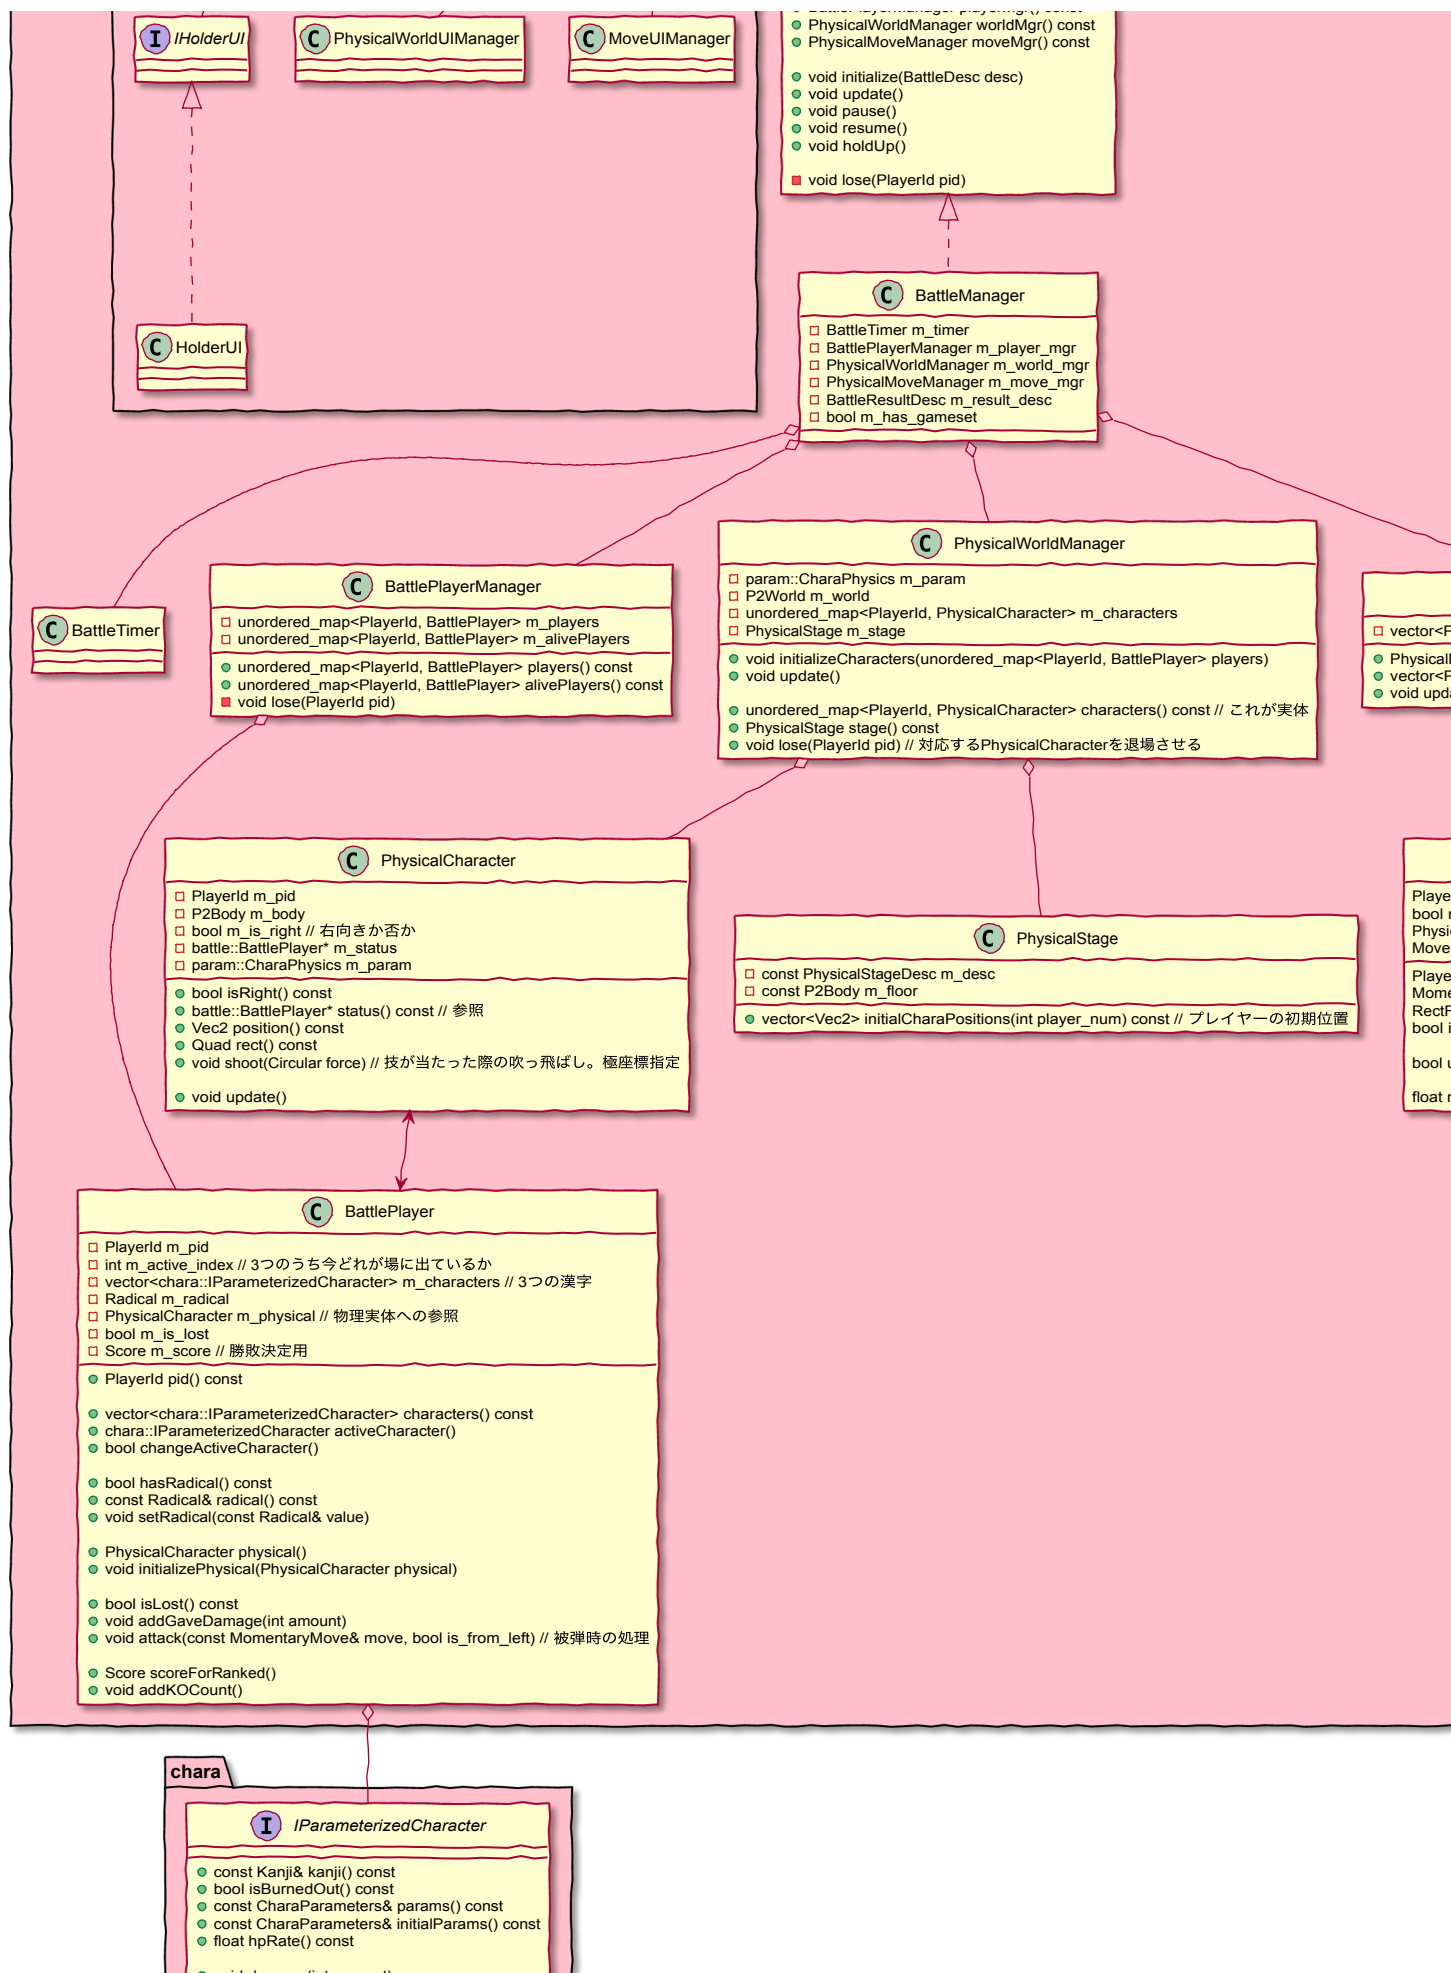 I IHolderUI
C PhysicalWorldUIManager
C MoveUIManager
C HolderUI
PhysicalWorldManager worldMgr() const
PhysicalMoveManager moveMgr() const
void initialize(BattleDesc desc)
void update()
void pause()
void resume()
void holdUp()
void lose(PlayerId pid)
C BattleManager
BattleTimer m_timer
BattlePlayerManager m_player_mgr
PhysicalWorldManager m_world_mgr
PhysicalMoveManager m_move_mgr
BattleResultDesc m_result_desc
bool m_has_gameset
C BattleTimer
C BattlePlayerManager
unordered_map<PlayerId, BattlePlayer> m_players
unordered_map<PlayerId, BattlePlayer> m_alivePlayers
unordered_map<PlayerId, BattlePlayer> players() const
unordered_map<PlayerId, BattlePlayer> alivePlayers() const
void lose(PlayerId pid)
C PhysicalWorldManager
param::CharaPhysics m_param
P2World m_world
unordered_map<PlayerId, PhysicalCharacter> m_characters
PhysicalStage m_stage
void initializeCharacters(unordered_map<PlayerId, BattlePlayer> players)
void update()
unordered_map<PlayerId, PhysicalCharacter> characters() const // これが実体
PhysicalStage stage() const
void lose(PlayerId pid) // 対応するPhysicalCharacterを退場させる
vector<
void
C PhysicalCharacter
PlayerId m_pid
P2Body m_body
bool m_is_right // 右向きか否か
battle::BattlePlayer* m_status
param::CharaPhysics m_param
bool isRight() const
battle::BattlePlayer* status() const // 参照
Vec2 position() const
Quad rect() const
void shoot(Circular force) // 技が当たった際の吹っ飛ばし。極座標指定
void update()
C PhysicalStage
const PhysicalStageDesc m_desc
const P2Body m_floor
vector<Vec2> initialCharaPositions(int player_num) const // プレイヤーの初期位置
bool
Move
bool
bool
float
C BattlePlayer
PlayerId m_pid
int m_active_index // 3つのうち今どれが場に出ているか
vector<chara::IParameterizedCharacter> m_characters // 3つの漢字
Radical m_radical
PhysicalCharacter m_physical // 物理実体への参照
bool m_is_lost
Score m_score // 勝敗決定用
PlayerId pid() const
vector<chara::IParameterizedCharacter> characters() const
chara::IParameterizedCharacter activeCharacter()
bool changeActiveCharacter()
bool hasRadical() const
const Radical& radical() const
void setRadical(const Radical& value)
PhysicalCharacter physical()
void initializePhysical(PhysicalCharacter physical)
bool isLost() const
void addGaveDamage(int amount)
void attack(const MomentaryMove& move, bool is_from_left) // 被弾時の処理
Score scoreForRanked()
void addKOCount()
chara
I IParameterizedCharacter
const Kanji& kanji() const
bool isBurnedOut() const
const CharaParameters& params() const
const CharaParameters& initialParams() const
float hpRate() const